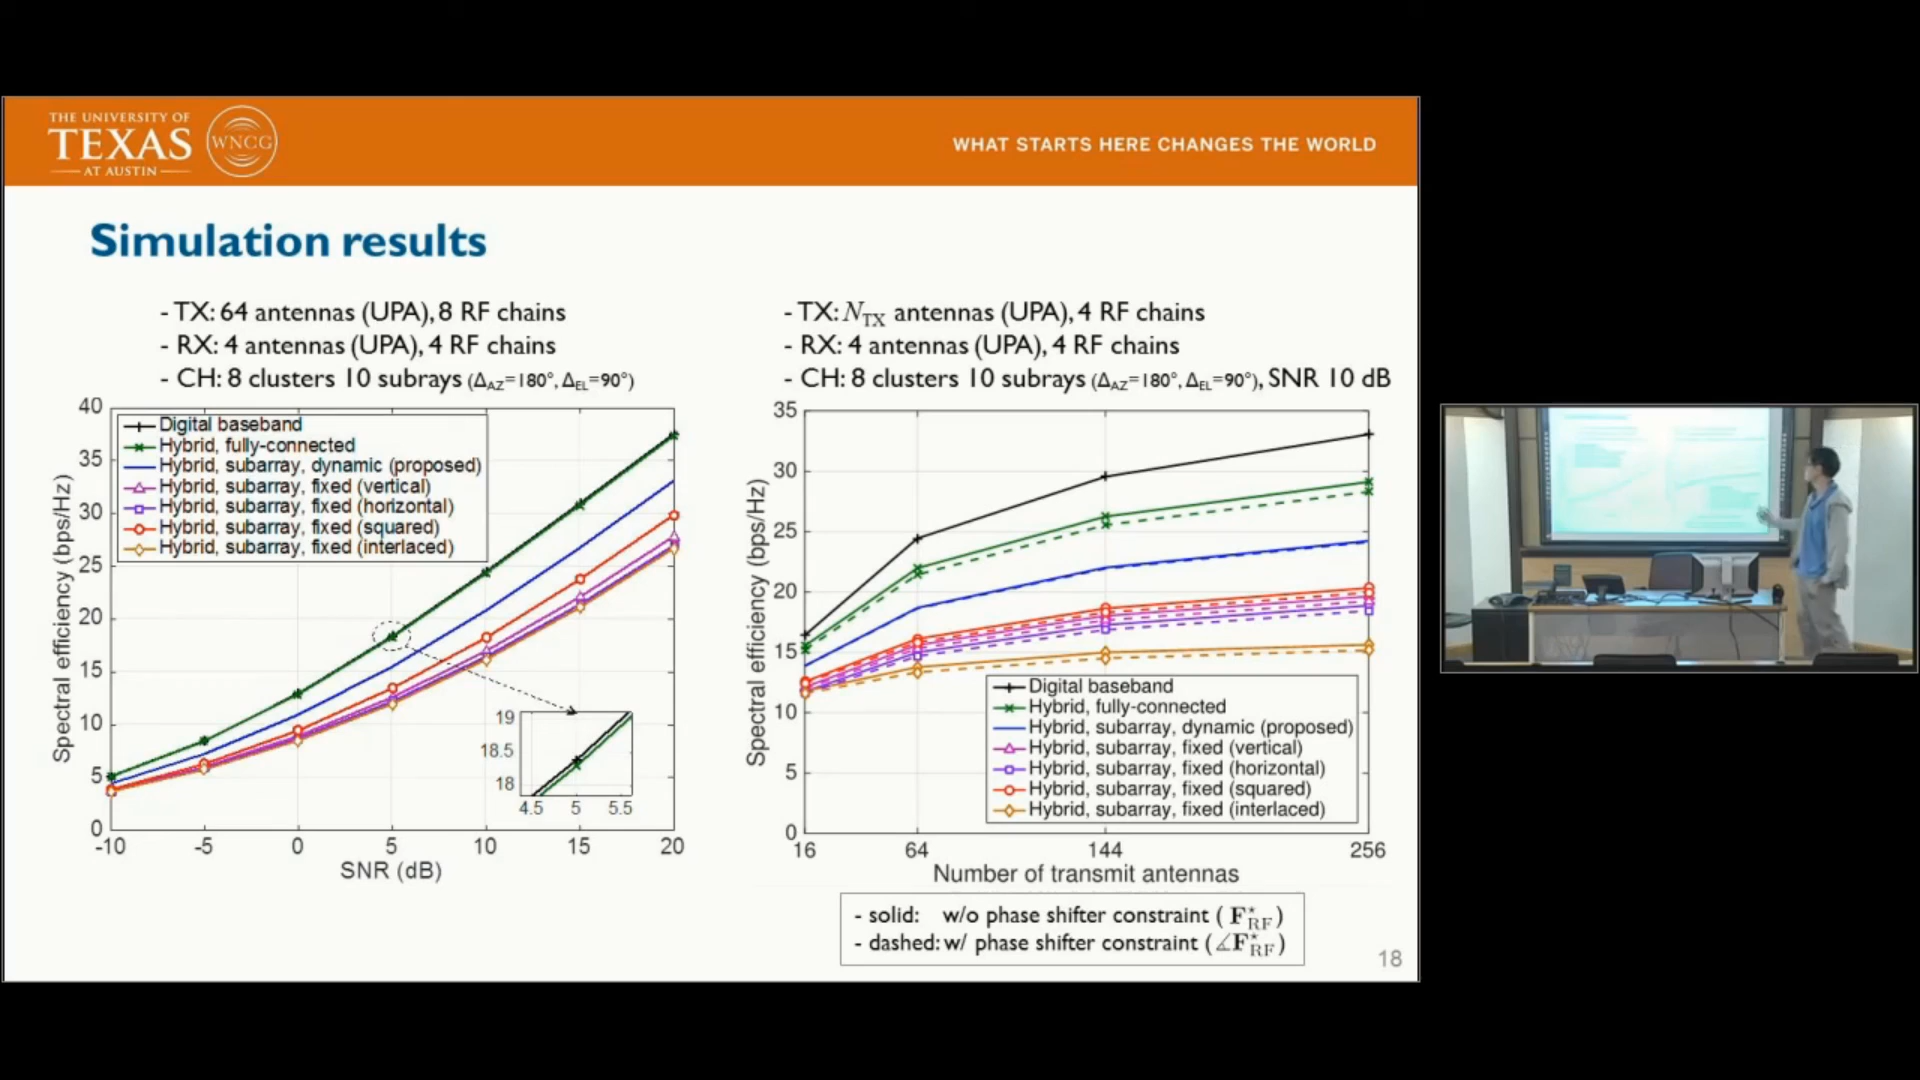 THE UNIVERSITY OF
TEXAS
AT AUSTIN
WNCG
WHAT STARTS HERE CHANGES THE WORLD
Simulation results
- TX: 64 antennas (UPA), 8 RF chains
- RX: 4 antennas (UPA), 4 RF chains
- CH: 8 clusters 10 subrays (Δ_AZ=180°, Δ_EL=90°)
40
35
30
25
20
15
10
5
0
Spectral efficiency (bps/Hz)
Digital baseband
Hybrid, fully-connected
Hybrid, subarray, dynamic (proposed)
Hybrid, subarray, fixed (vertical)
Hybrid, subarray, fixed (horizontal)
Hybrid, subarray, fixed (squared)
Hybrid, subarray, fixed (interlaced)
19
18.5
18
4.5 5 5.5
-10 -5 0 5 10 15 20
SNR (dB)
- TX: N_TX antennas (UPA), 4 RF chains
- RX: 4 antennas (UPA), 4 RF chains
- CH: 8 clusters 10 subrays (Δ_AZ=180°, Δ_EL=90°), SNR 10 dB
35
30
25
20
15
10
5
0
Spectral efficiency (bps/Hz)
Digital baseband
Hybrid, fully-connected
Hybrid, subarray, dynamic (proposed)
Hybrid, subarray, fixed (vertical)
Hybrid, subarray, fixed (horizontal)
Hybrid, subarray, fixed (squared)
Hybrid, subarray, fixed (interlaced)
16 64 144 256
Number of transmit antennas
- solid: w/o phase shifter constraint ( F*_RF )
- dashed: w/ phase shifter constraint ( ∡F*_RF )
18